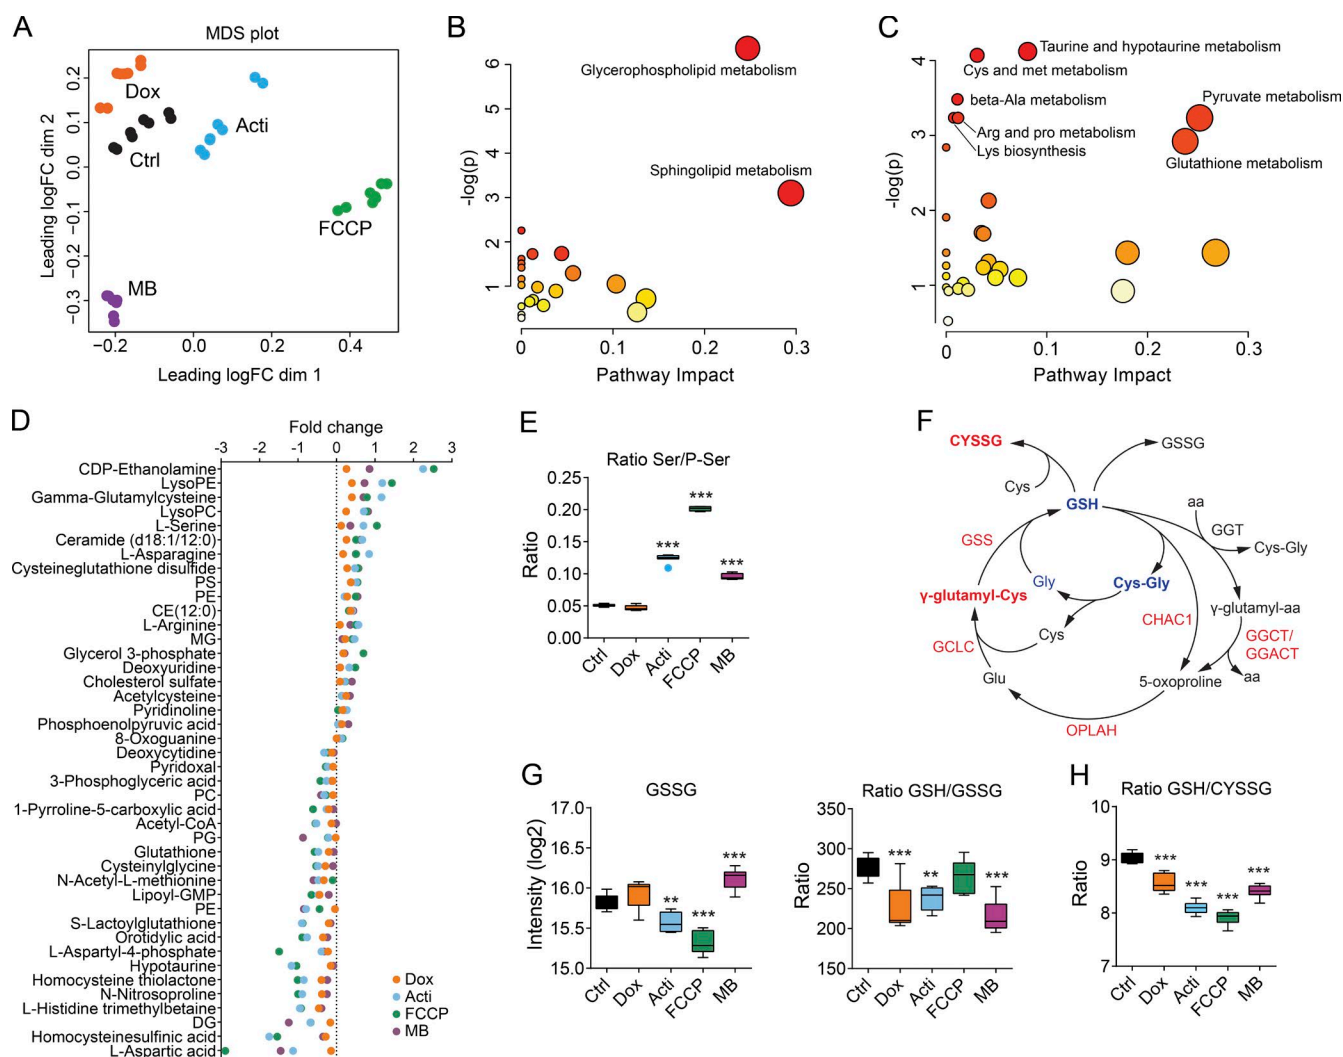 A
MDS plot
Leading logFC dim 2
0.2
0.1
0.0
−0.1
−0.2
−0.3
Dox
Ctrl
Acti
FCCP
MB
−0.2
0.0
0.2
0.4
Leading logFC dim 1
B
-log(p)
6
5
4
3
2
1
Glycerophospholipid metabolism
Sphingolipid metabolism
0
0.1
0.2
0.3
Pathway Impact
C
-log(p)
4
3
2
1
Taurine and hypotaurine metabolism
Cys and met metabolism
beta-Ala metabolism
Arg and pro metabolism
Lys biosynthesis
Pyruvate metabolism
Glutathione metabolism
0
0.1
0.2
0.3
Pathway Impact
D
Fold change
-3 -2 -1 0 1 2 3
CDP-Ethanolamine
LysoPE
Gamma-Glutamylcysteine
LysoPC
L-Serine
Ceramide (d18:1/12:0)
L-Asparagine
Cysteineglutathione disulfide
PS
PE
CE(12:0)
L-Arginine
MG
Glycerol 3-phosphate
Deoxyuridine
Cholesterol sulfate
Acetylcysteine
Pyridinoline
Phosphoenolpyruvic acid
8-Oxoguanine
Deoxycytidine
Pyridoxal
3-Phosphoglyceric acid
PC
1-Pyrroline-5-carboxylic acid
Acetyl-CoA
PG
Glutathione
Cysteinylglycine
N-Acetyl-L-methionine
Lipoyl-GMP
PE
S-Lactoylglutathione
Orotidylic acid
L-Aspartyl-4-phosphate
Hypotaurine
Homocysteine thiolactone
N-Nitrosoproline
L-Histidine trimethylbetaine
DG
Homocysteinesulfinic acid
L-Aspartic acid
Dox
Acti
FCCP
MB
E
Ratio Ser/P-Ser
Ratio
0.25
0.20
0.15
0.10
0.05
0.00
***
***
***
Ctrl
Dox
Acti
FCCP
MB
F
CYSSG
GSSG
Cys
GSH
aa
GGT
Cys-Gly
GSS
Gly
Cys-Gly
γ-glutamyl-Cys
CHAC1
γ-glutamyl-aa
GCLC
Cys
GGCT/
GGACT
Glu
5-oxoproline
aa
OPLAH
G
GSSG
Intensity (log2)
17.0
16.5
16.0
15.5
15.0
**
***
***
Ctrl
Dox
Acti
FCCP
MB
Ratio GSH/GSSG
Ratio
350
300
250
200
150
***
**
***
Ctrl
Dox
Acti
FCCP
MB
H
Ratio GSH/CYSSG
Ratio
10
9
8
7
***
***
***
***
Ctrl
Dox
Acti
FCCP
MB